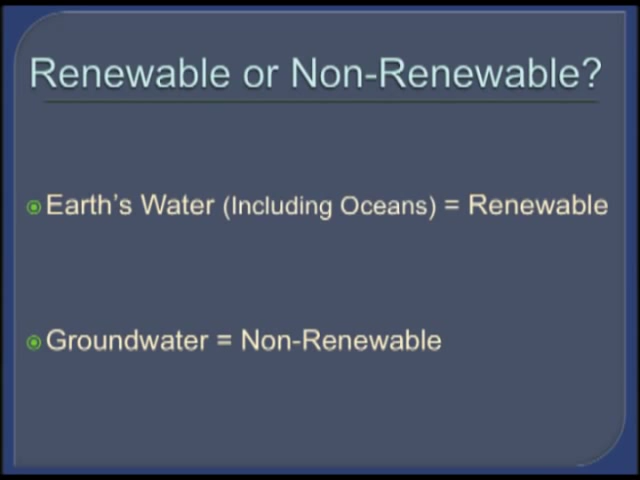 Renewable or Non-Renewable?
Earth's Water (Including Oceans) = Renewable
Groundwater = Non-Renewable